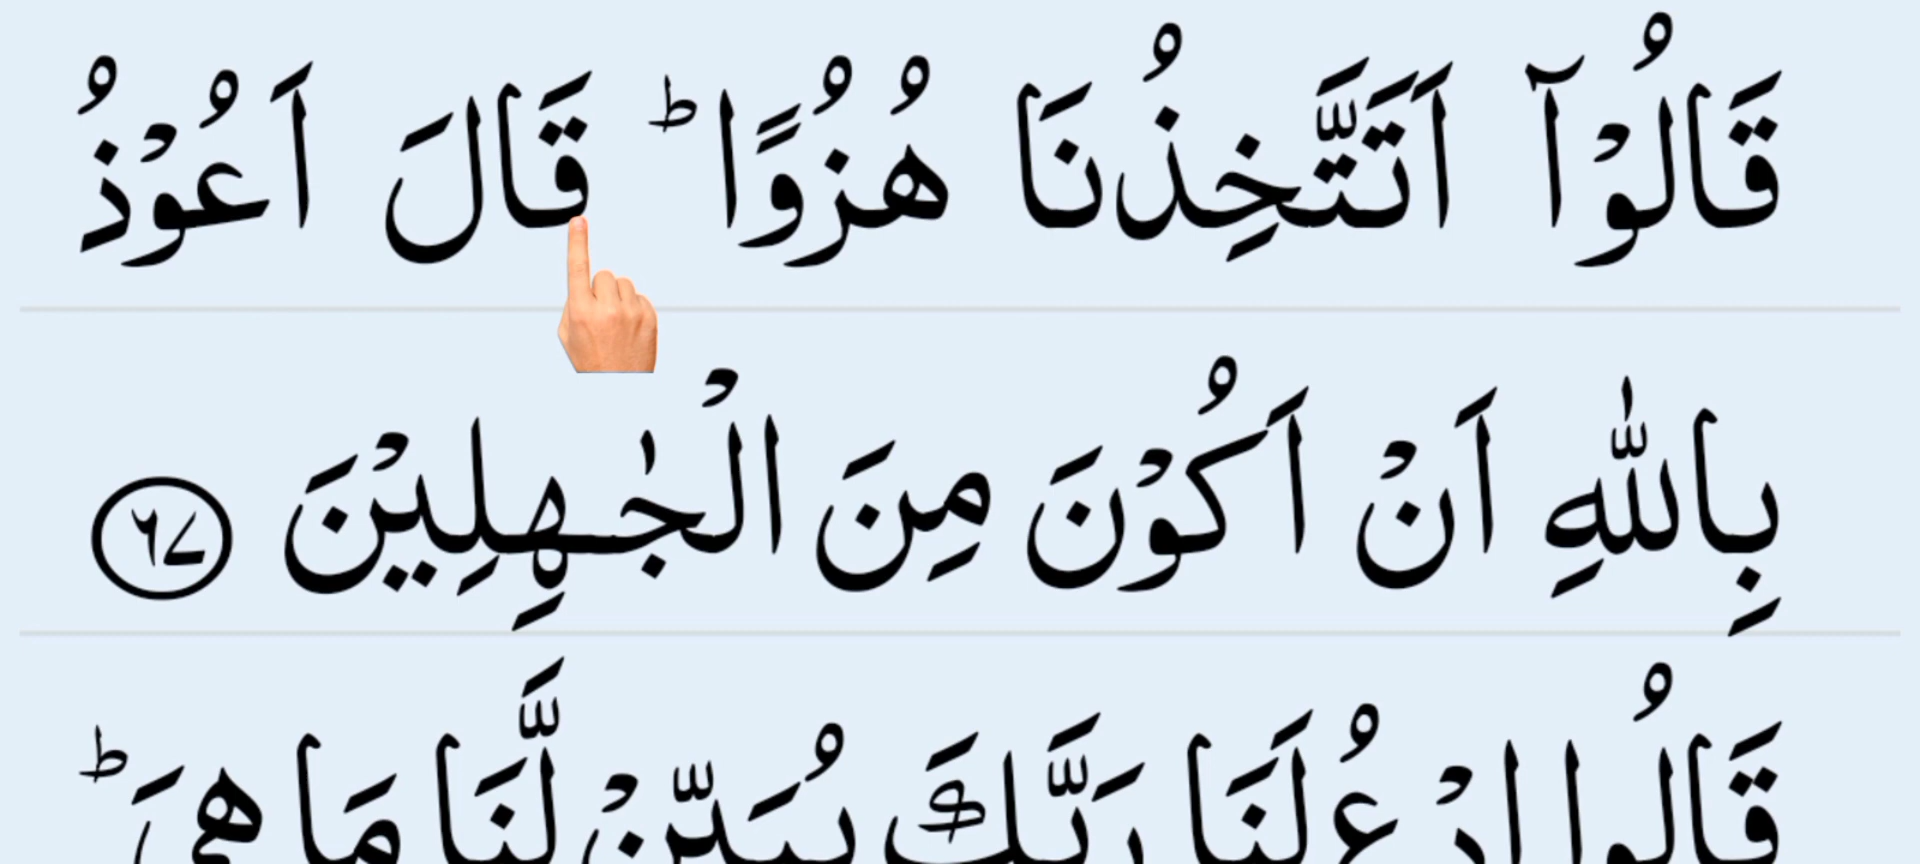 قَالُوْۤا اَتَتَّخِذُنَا هُزُوًا ؕ قَالَ اَعُوْذُ
بِاللّٰهِ اَنْ اَكُوْنَ مِنَ الْجٰهِلِيْنَ ۶۷
قَالُوا ادْعُ لَنَا رَبَّكَ يُبَيِّنْ لَّنَا مَا هِيَ ؕ